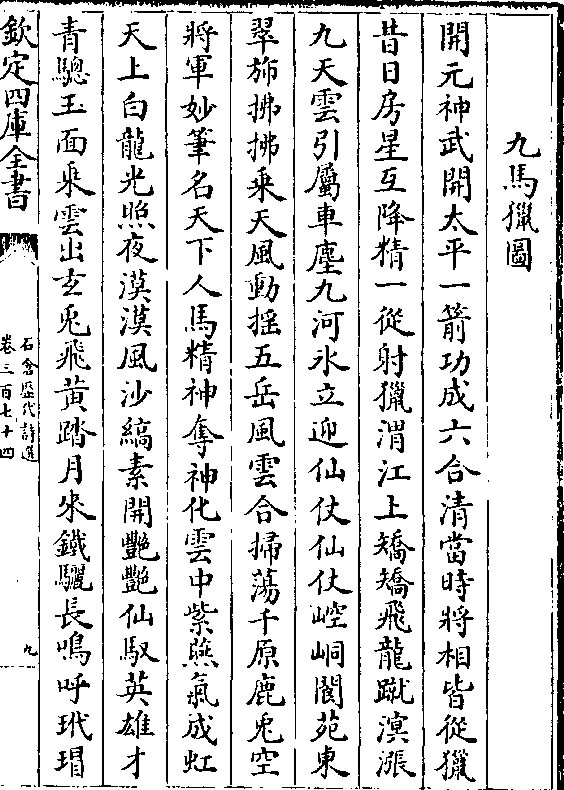 九馬獵圖
開元神武開太平一箭功成六合清當時將相皆從獵
昔日房星互降精一從射獵渭江上矯矯飛龍蹴溟漲
九天雲引屬車塵九河氷立迎仙仗仙仗崆峒閬苑東
翠斾拂拂乘天風動摇五岳風雲合掃蕩千原鹿兎空
將軍妙筆名天下人馬精神奪神化雲中紫燕氣成虹
天上白龍光照夜漠漠風沙縞素開艷艷仙馭英雄才
青驄玉面乘雲出玄兎飛黄踏月來鐵驪長鳴呼玳瑁
欽定四庫全書
石倉歷代詩選
卷三百七十四
九